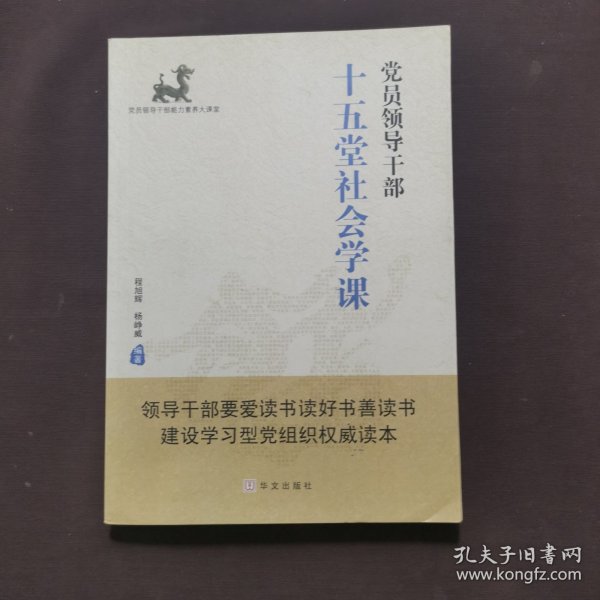 党员领导干部能力素养大课堂
党员领导干部
十五堂社会学课
程旭辉 杨峥威 编著
领导干部要爱读书读好书善读书
建设学习型党组织权威读本
华文出版社
孔夫子旧书网
www.kongfz.com